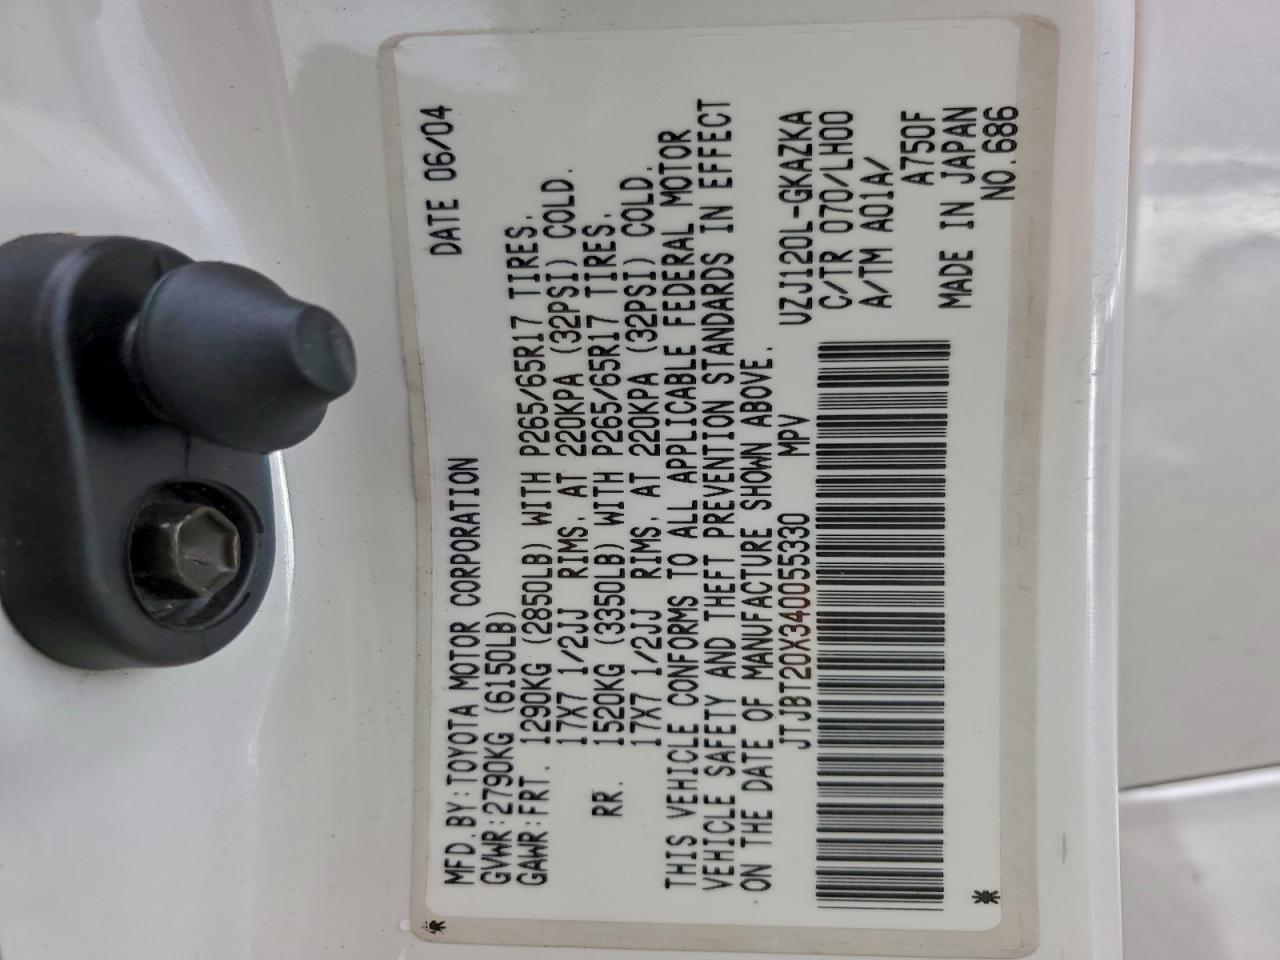 MFD.BY:TOYOTA MOTOR CORPORATION DATE 06/04
GVWR:2790KG (6150LB)
GAWR:FRT. 1290KG (2850LB) WITH P265/65R17 TIRES,
17X7 1/2JJ RIMS, AT 220KPA (32PSI) COLD.
RR. 1520KG (3350LB) WITH P265/65R17 TIRES,
17X7 1/2JJ RIMS, AT 220KPA (32PSI) COLD.
THIS VEHICLE CONFORMS TO ALL APPLICABLE FEDERAL MOTOR
VEHICLE SAFETY AND THEFT PREVENTION STANDARDS IN EFFECT
ON THE DATE OF MANUFACTURE SHOWN ABOVE.
JTJBT20X340055330 MPV UZJ120L-GKAZKA
C/TR 070/LH00
A/TM A01A/
A750F
MADE IN JAPAN
NO.686